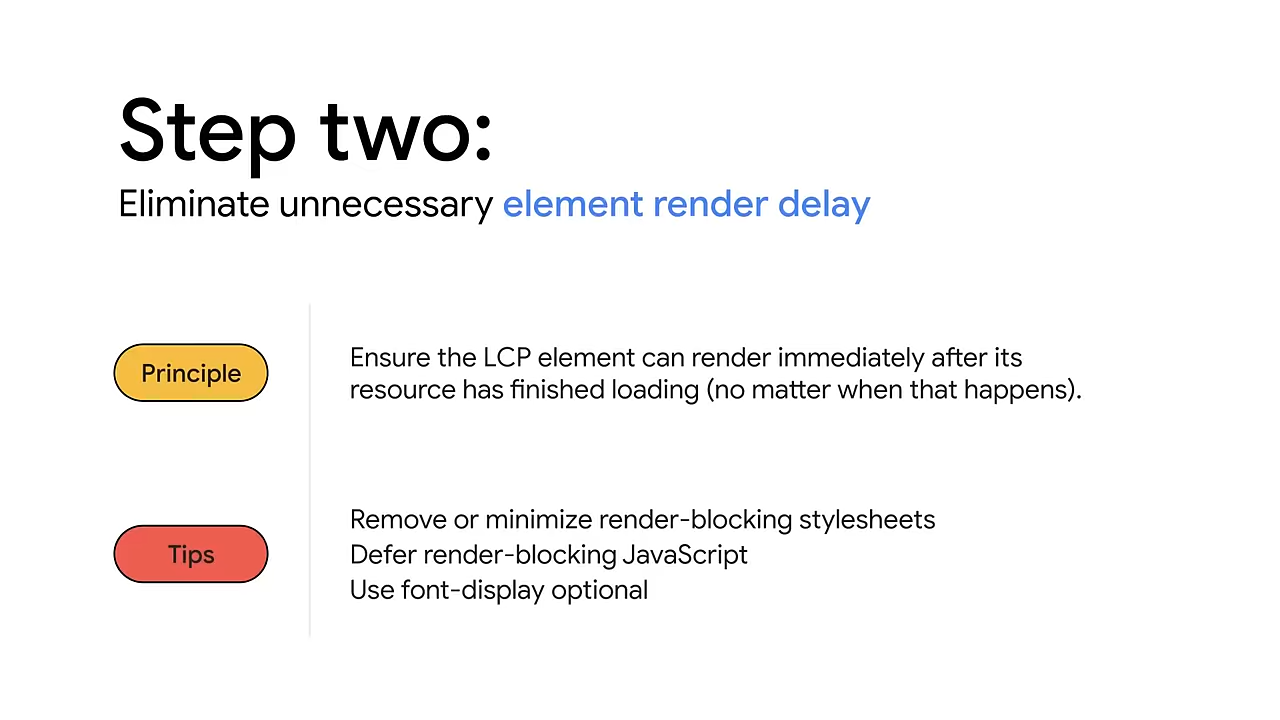 Step two:
Eliminate unnecessary element render delay
Principle
Ensure the LCP element can render immediately after its
resource has finished loading (no matter when that happens).
Tips
Remove or minimize render-blocking stylesheets
Defer render-blocking JavaScript
Use font-display optional